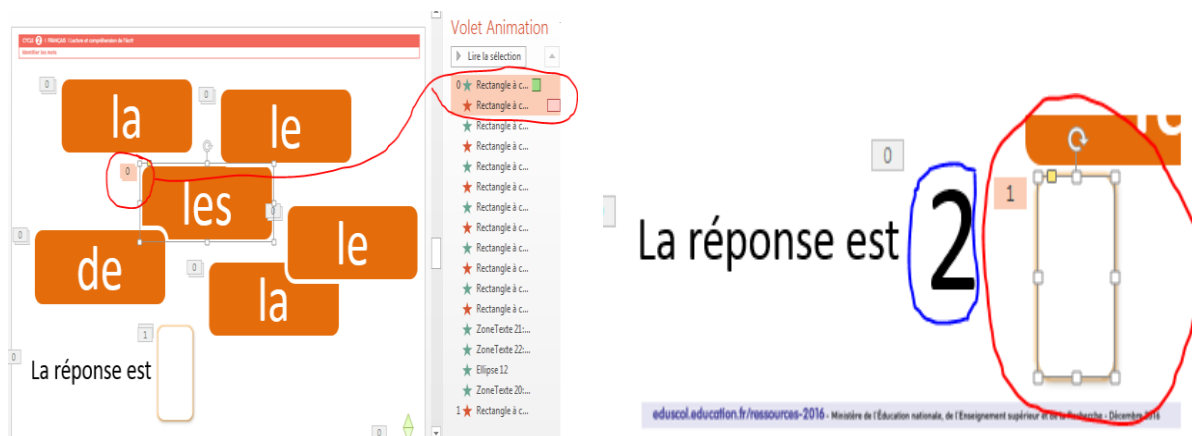 CYCLE 2 I FRANÇAIS I Lecture et compréhension de l'écrit
Identifier les mots
0
la
0
le
0
les
0
0
de
le
0
la
1
0
La réponse est
0
Volet Animation
Lire la sélection
0 Rectangle à c...
Rectangle à c...
Rectangle à c...
Rectangle à c...
Rectangle à c...
Rectangle à c...
Rectangle à c...
Rectangle à c...
Rectangle à c...
Rectangle à c...
Rectangle à c...
Rectangle à c...
ZoneTexte 21:...
ZoneTexte 22:...
Ellipse 12
ZoneTexte 20:...
1 Rectangle à c...
0
1
La réponse est 2
eduscol.education.fr/ressources-2016 - Ministère de l'Éducation nationale, de l'Enseignement supérieur et de la Recherche - Décembre 2016